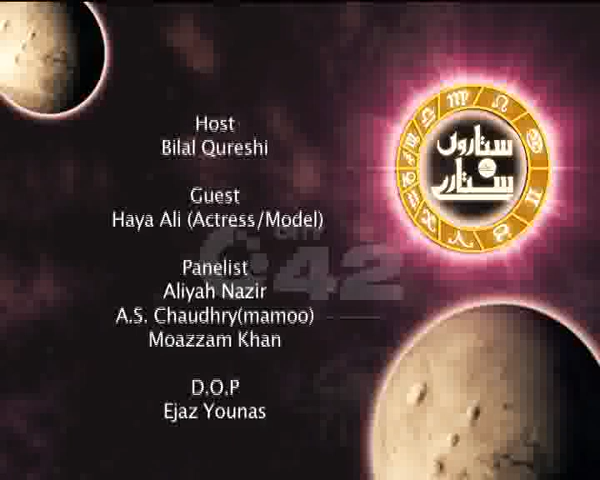 Host
Bilal Qureshi
Guest
Haya Ali (Actress/Model)
Panelist
Aliyah Nazir
A.S. Chaudhry(mamoo)
Moazzam Khan
D.O.P
Ejaz Younas
ستاروں
ستارے
42